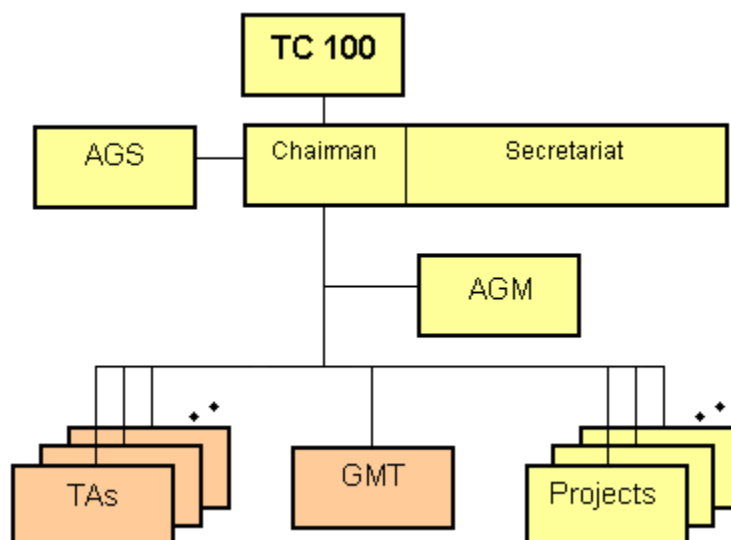 TC 100
AGS
Chairman
Secretariat
AGM
TAs
GMT
Projects